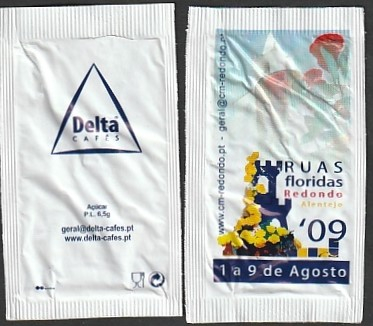 Delta
CAFÉS
Açúcar
P.L. 6,5g
geral@delta-cafes.pt
www.delta-cafes.pt
www.cm-redondo.pt - geral@cm-redondo.pt
RUAS
floridas
Redondo
Alentejo
'09
1 a 9 de Agosto